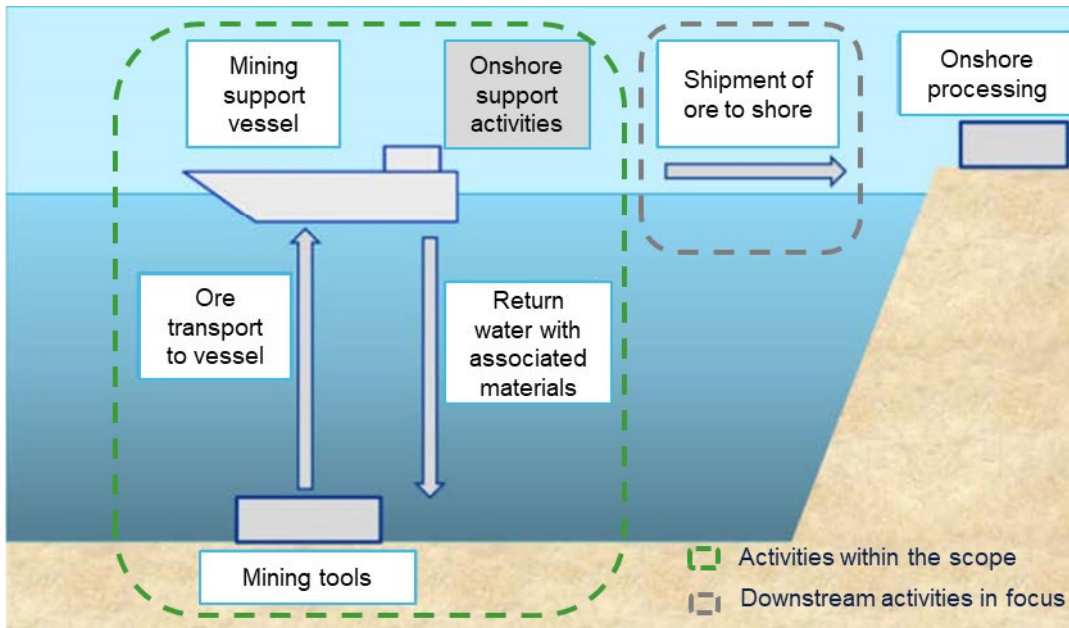 Mining
support
vessel
Onshore
support
activities
Shipment of
ore to shore
Onshore
processing
Ore
transport
to vessel
Return
water with
associated
materials
Mining tools
Activities within the scope
Downstream activities in focus